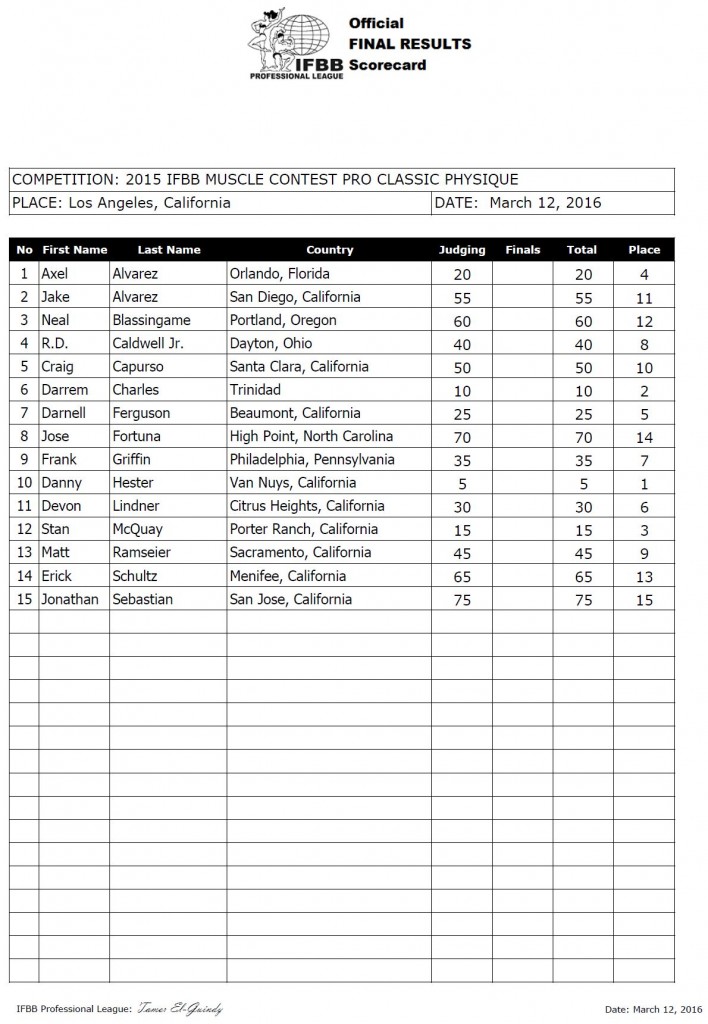 Official
FINAL RESULTS
IFBB Scorecard
PROFESSIONAL LEAGUE
COMPETITION: 2015 IFBB MUSCLE CONTEST PRO CLASSIC PHYSIQUE
PLACE: Los Angeles, California DATE: March 12, 2016
No First Name Last Name Country Judging Finals Total Place
1 Axel Alvarez Orlando, Florida 20 20 4
2 Jake Alvarez San Diego, California 55 55 11
3 Neal Blassingame Portland, Oregon 60 60 12
4 R.D. Caldwell Jr. Dayton, Ohio 40 40 8
5 Craig Capurso Santa Clara, California 50 50 10
6 Darrem Charles Trinidad 10 10 2
7 Darnell Ferguson Beaumont, California 25 25 5
8 Jose Fortuna High Point, North Carolina 70 70 14
9 Frank Griffin Philadelphia, Pennsylvania 35 35 7
10 Danny Hester Van Nuys, California 5 5 1
11 Devon Lindner Citrus Heights, California 30 30 6
12 Stan McQuay Porter Ranch, California 15 15 3
13 Matt Ramseier Sacramento, California 45 45 9
14 Erick Schultz Menifee, California 65 65 13
15 Jonathan Sebastian San Jose, California 75 75 15
IFBB Professional League: Tamer El-Guindy Date: March 12, 2016